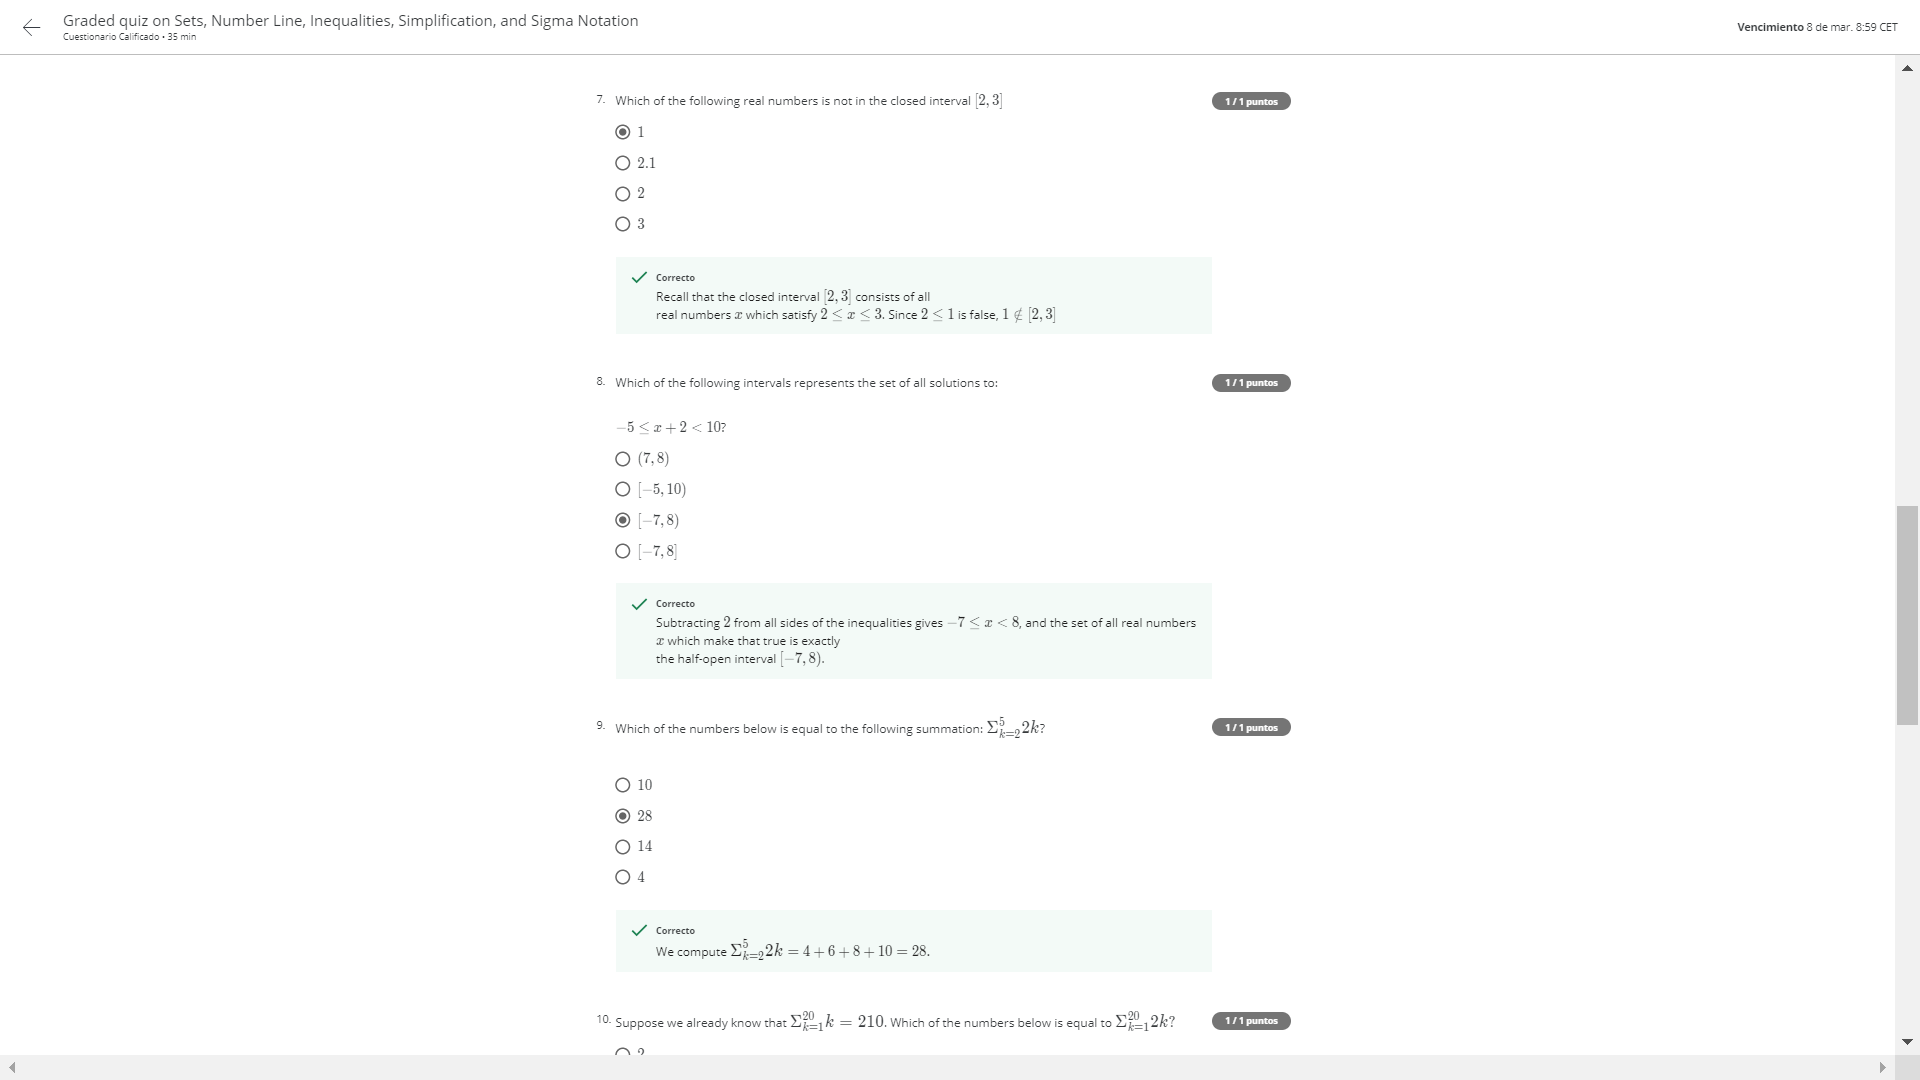 Graded quiz on Sets, Number Line, Inequalities, Simplification, and Sigma Notation
Cuestionario Calificado • 35 min
Vencimiento 8 de mar. 8:59 CET
7. Which of the following real numbers is not in the closed interval [2, 3]
1 / 1 puntos
1
2.1
2
3
Correcto
Recall that the closed interval [2, 3] consists of all
real numbers x which satisfy 2 ≤ x ≤ 3. Since 2 ≤ 1 is false, 1 ∉ [2, 3]
8. Which of the following intervals represents the set of all solutions to:
1 / 1 puntos
−5 ≤ x + 2 < 10?
(7, 8)
[−5, 10)
[−7, 8)
[−7, 8]
Correcto
Subtracting 2 from all sides of the inequalities gives −7 ≤ x < 8, and the set of all real numbers
x which make that true is exactly
the half-open interval [−7, 8).
9. Which of the numbers below is equal to the following summation: Σ_{k=2}^{5} 2k?
1 / 1 puntos
10
28
14
4
Correcto
We compute Σ_{k=2}^{5} 2k = 4 + 6 + 8 + 10 = 28.
10. Suppose we already know that Σ_{k=1}^{20} k = 210. Which of the numbers below is equal to Σ_{k=1}^{20} 2k?
1 / 1 puntos